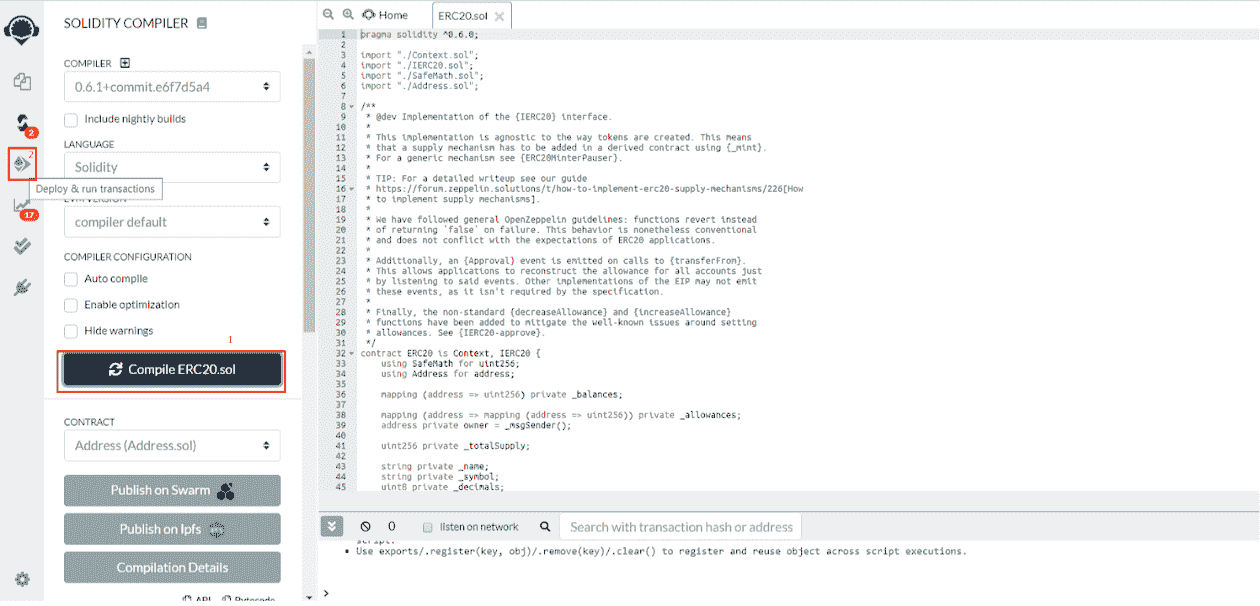 SOLIDITY COMPILER
COMPILER
0.6.1+commit.e6f7d5a4
Include nightly builds
LANGUAGE
Solidity
2
2
Deploy & run transactions
compiler default
17
COMPILER CONFIGURATION
Auto compile
Enable optimization
Hide warnings
1
Compile ERC20.sol
CONTRACT
Address (Address.sol)
Publish on Swarm
Publish on Ipfs
Compilation Details
Home
ERC20.sol
1 pragma solidity ^0.6.0;
2
3 import "./Context.sol";
4 import "./IERC20.sol";
5 import "./SafeMath.sol";
6 import "./Address.sol";
7
8 /**
9 * @dev Implementation of the {IERC20} interface.
10 *
11 * This implementation is agnostic to the way tokens are created. This means
12 * that a supply mechanism has to be added in a derived contract using {_mint}.
13 * For a generic mechanism see {ERC20MinterPauser}.
14 *
15 * TIP: For a detailed writeup see our guide
16 * https://forum.zeppelin.solutions/t/how-to-implement-erc20-supply-mechanisms/226[How
17 * to implement supply mechanisms].
18 *
19 * We have followed general OpenZeppelin guidelines: functions revert instead
20 * of returning `false` on failure. This behavior is nonetheless conventional
21 * and does not conflict with the expectations of ERC20 applications.
22 *
23 * Additionally, an {Approval} event is emitted on calls to {transferFrom}.
24 * This allows applications to reconstruct the allowance for all accounts just
25 * by listening to said events. Other implementations of the EIP may not emit
26 * these events, as it isn't required by the specification.
27 *
28 * Finally, the non-standard {decreaseAllowance} and {increaseAllowance}
29 * functions have been added to mitigate the well-known issues around setting
30 * allowances. See {IERC20-approve}.
31 */
32 contract ERC20 is Context, IERC20 {
33 using SafeMath for uint256;
34 using Address for address;
35
36 mapping (address => uint256) private _balances;
37
38 mapping (address => mapping (address => uint256)) private _allowances;
39 address private owner = _msgSender();
40
41 uint256 private _totalSupply;
42
43 string private _name;
44 string private _symbol;
45 uint8 private _decimals;
0
listen on network
Search with transaction hash or address
script.
• Use exports/.register(key, obj)/.remove(key)/.clear() to register and reuse object across script executions.
>